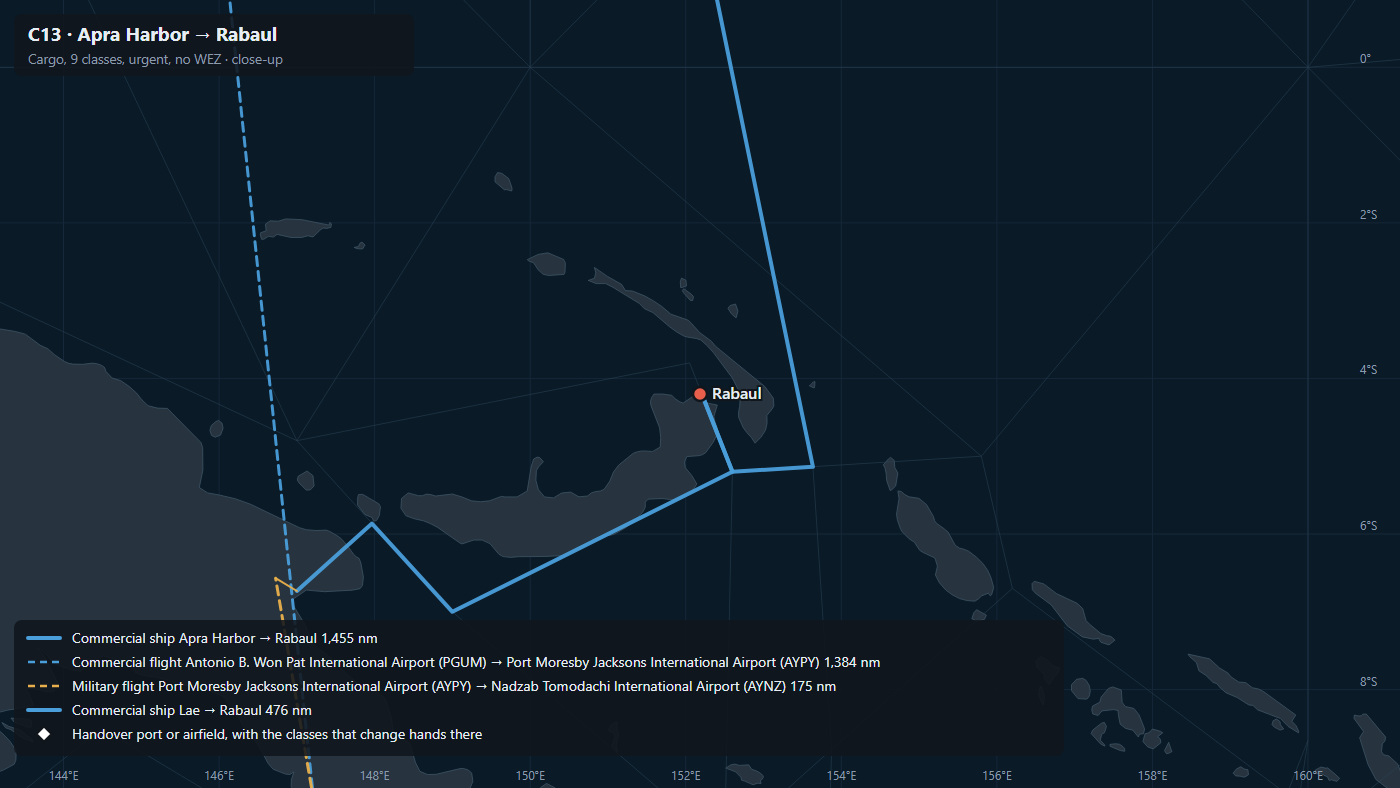 C13 · Apra Harbor → Rabaul
Cargo, 9 classes, urgent, no WEZ · close-up
0°
2°S
4°S
Rabaul
6°S
Commercial ship Apra Harbor → Rabaul 1,455 nm
Commercial flight Antonio B. Won Pat International Airport (PGUM) → Port Moresby Jacksons International Airport (AYPY) 1,384 nm
Military flight Port Moresby Jacksons International Airport (AYPY) → Nadzab Tomodachi International Airport (AYNZ) 175 nm
8°S
Commercial ship Lae → Rabaul 476 nm
Handover port or airfield, with the classes that change hands there
144°E 146°E 148°E 150°E 152°E 154°E 156°E 158°E 160°E